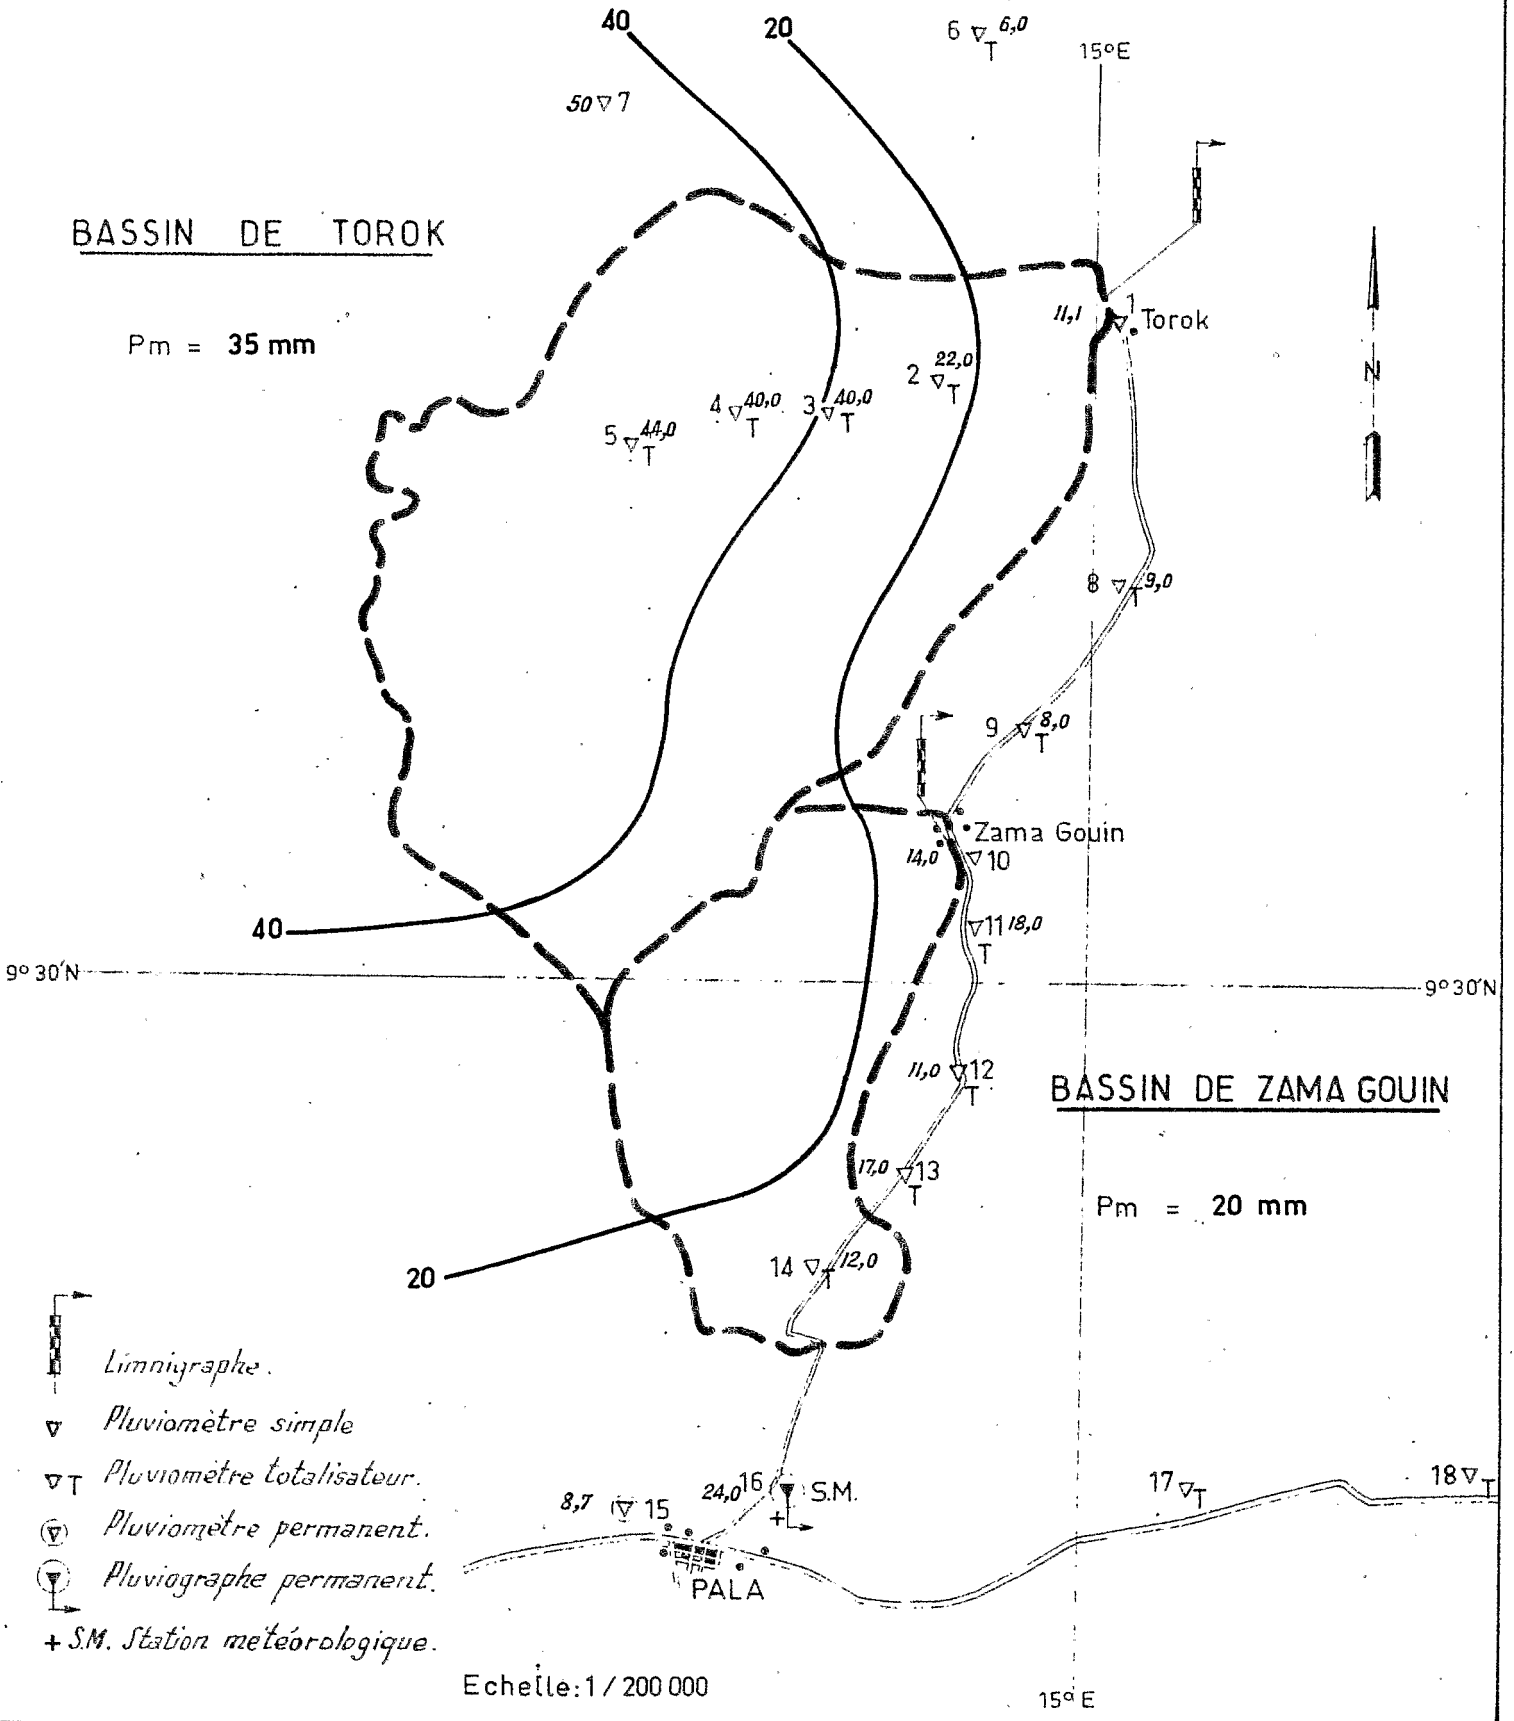 40
20
6 6,0
T
15°E
50 7
BASSIN DE TOROK
11,1 1
Torok
Pm = 35 mm
2 22,0
T
N
4 40,0
T
3 40,0
T
5 44,0
T
8 9,0
T
9 8,0
T
Zama Gouin
14,0 10
11 18,0
T
40
9°30'N
9°30'N
11,0 12
T
BASSIN DE ZAMA GOUIN
17,0 13
T
Pm = 20 mm
14 12,0
T
20
Limnigraphe.
Pluviomètre simple
T Pluviomètre totalisateur.
Pluviomètre permanent.
Pluviographe permanent.
+ S.M. Station météorologique.
8,7 15
24,0 16 S.M.
+
17
T
18
T
PALA
Echelle: 1/200 000
15° E